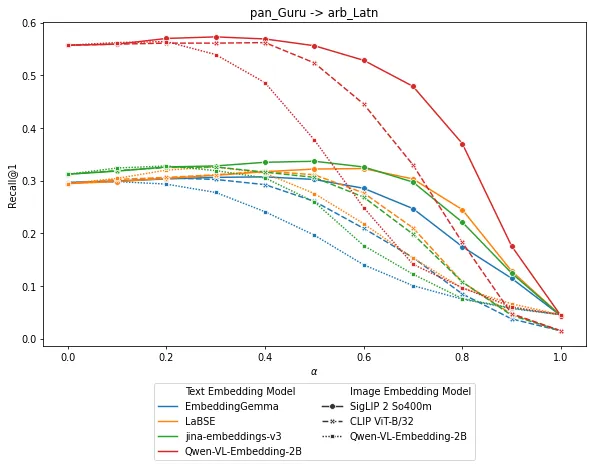 pan_Guru -> arb_Latn
Recall@1
0.6
0.5
0.4
0.3
0.2
0.1
0.0
0.0 0.2 0.4 0.6 0.8 1.0
α
Text Embedding Model
EmbeddingGemma
LaBSE
jina-embeddings-v3
Qwen-VL-Embedding-2B
Image Embedding Model
SigLIP 2 So400m
CLIP ViT-B/32
Qwen-VL-Embedding-2B